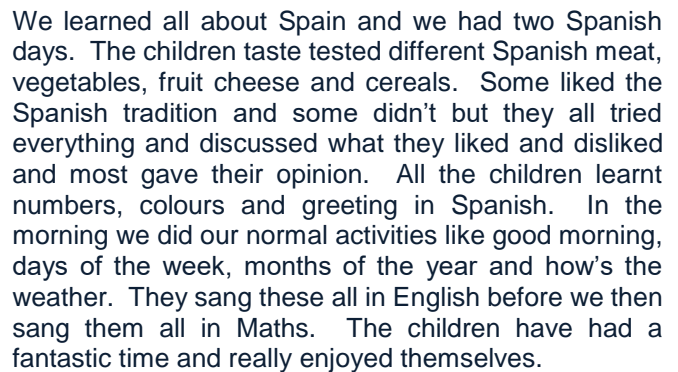 We learned all about Spain and we had two Spanish
days. The children taste tested different Spanish meat,
vegetables, fruit cheese and cereals. Some liked the
Spanish tradition and some didn't but they all tried
everything and discussed what they liked and disliked
and most gave their opinion. All the children learnt
numbers, colours and greeting in Spanish. In the
morning we did our normal activities like good morning,
days of the week, months of the year and how's the
weather. They sang these all in English before we then
sang them all in Maths. The children have had a
fantastic time and really enjoyed themselves.